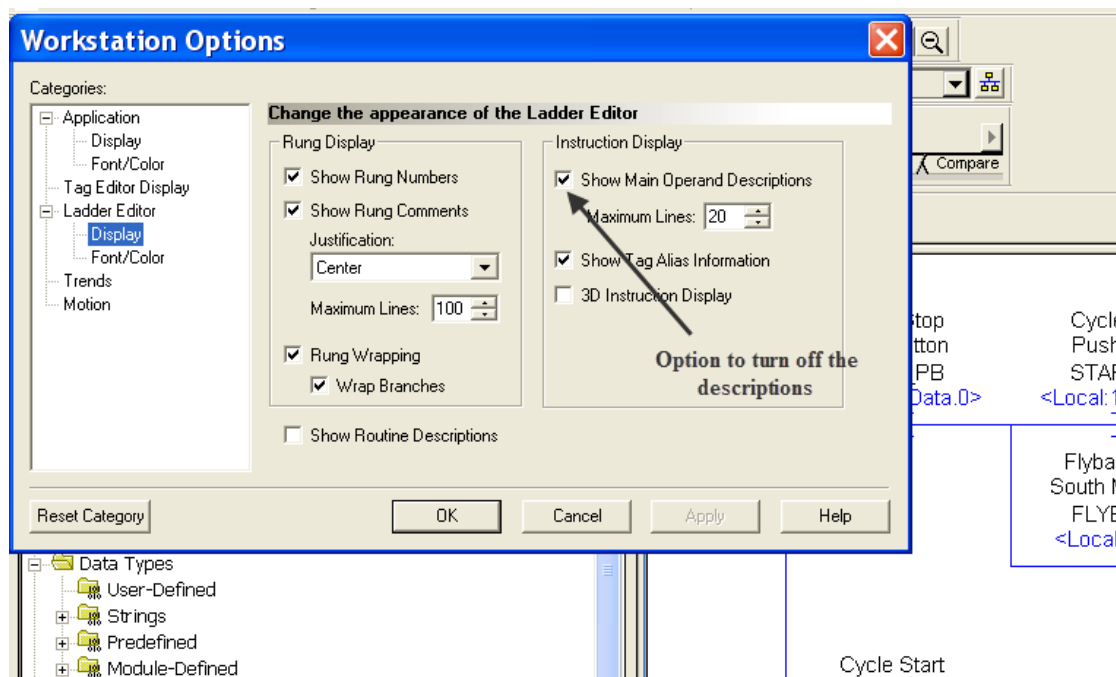 Workstation Options
Categories:
Application
Display
Font/Color
Tag Editor Display
Ladder Editor
Display
Font/Color
Trends
Motion
Change the appearance of the Ladder Editor
Rung Display
Show Rung Numbers
Show Rung Comments
Justification:
Center
Maximum Lines: 100
Rung Wrapping
Wrap Branches
Show Routine Descriptions
Instruction Display
Show Main Operand Descriptions
Maximum Lines: 20
Show Tag Alias Information
3D Instruction Display
Option to turn off the
descriptions
Reset Category
OK
Cancel
Apply
Help
Compare
top
tton
_PB
Data.0>
Cycl
Push
STAR
<Local:1
Flyba
South M
FLYB
<Local
Cycle Start
Data Types
User-Defined
Strings
Predefined
Module-Defined